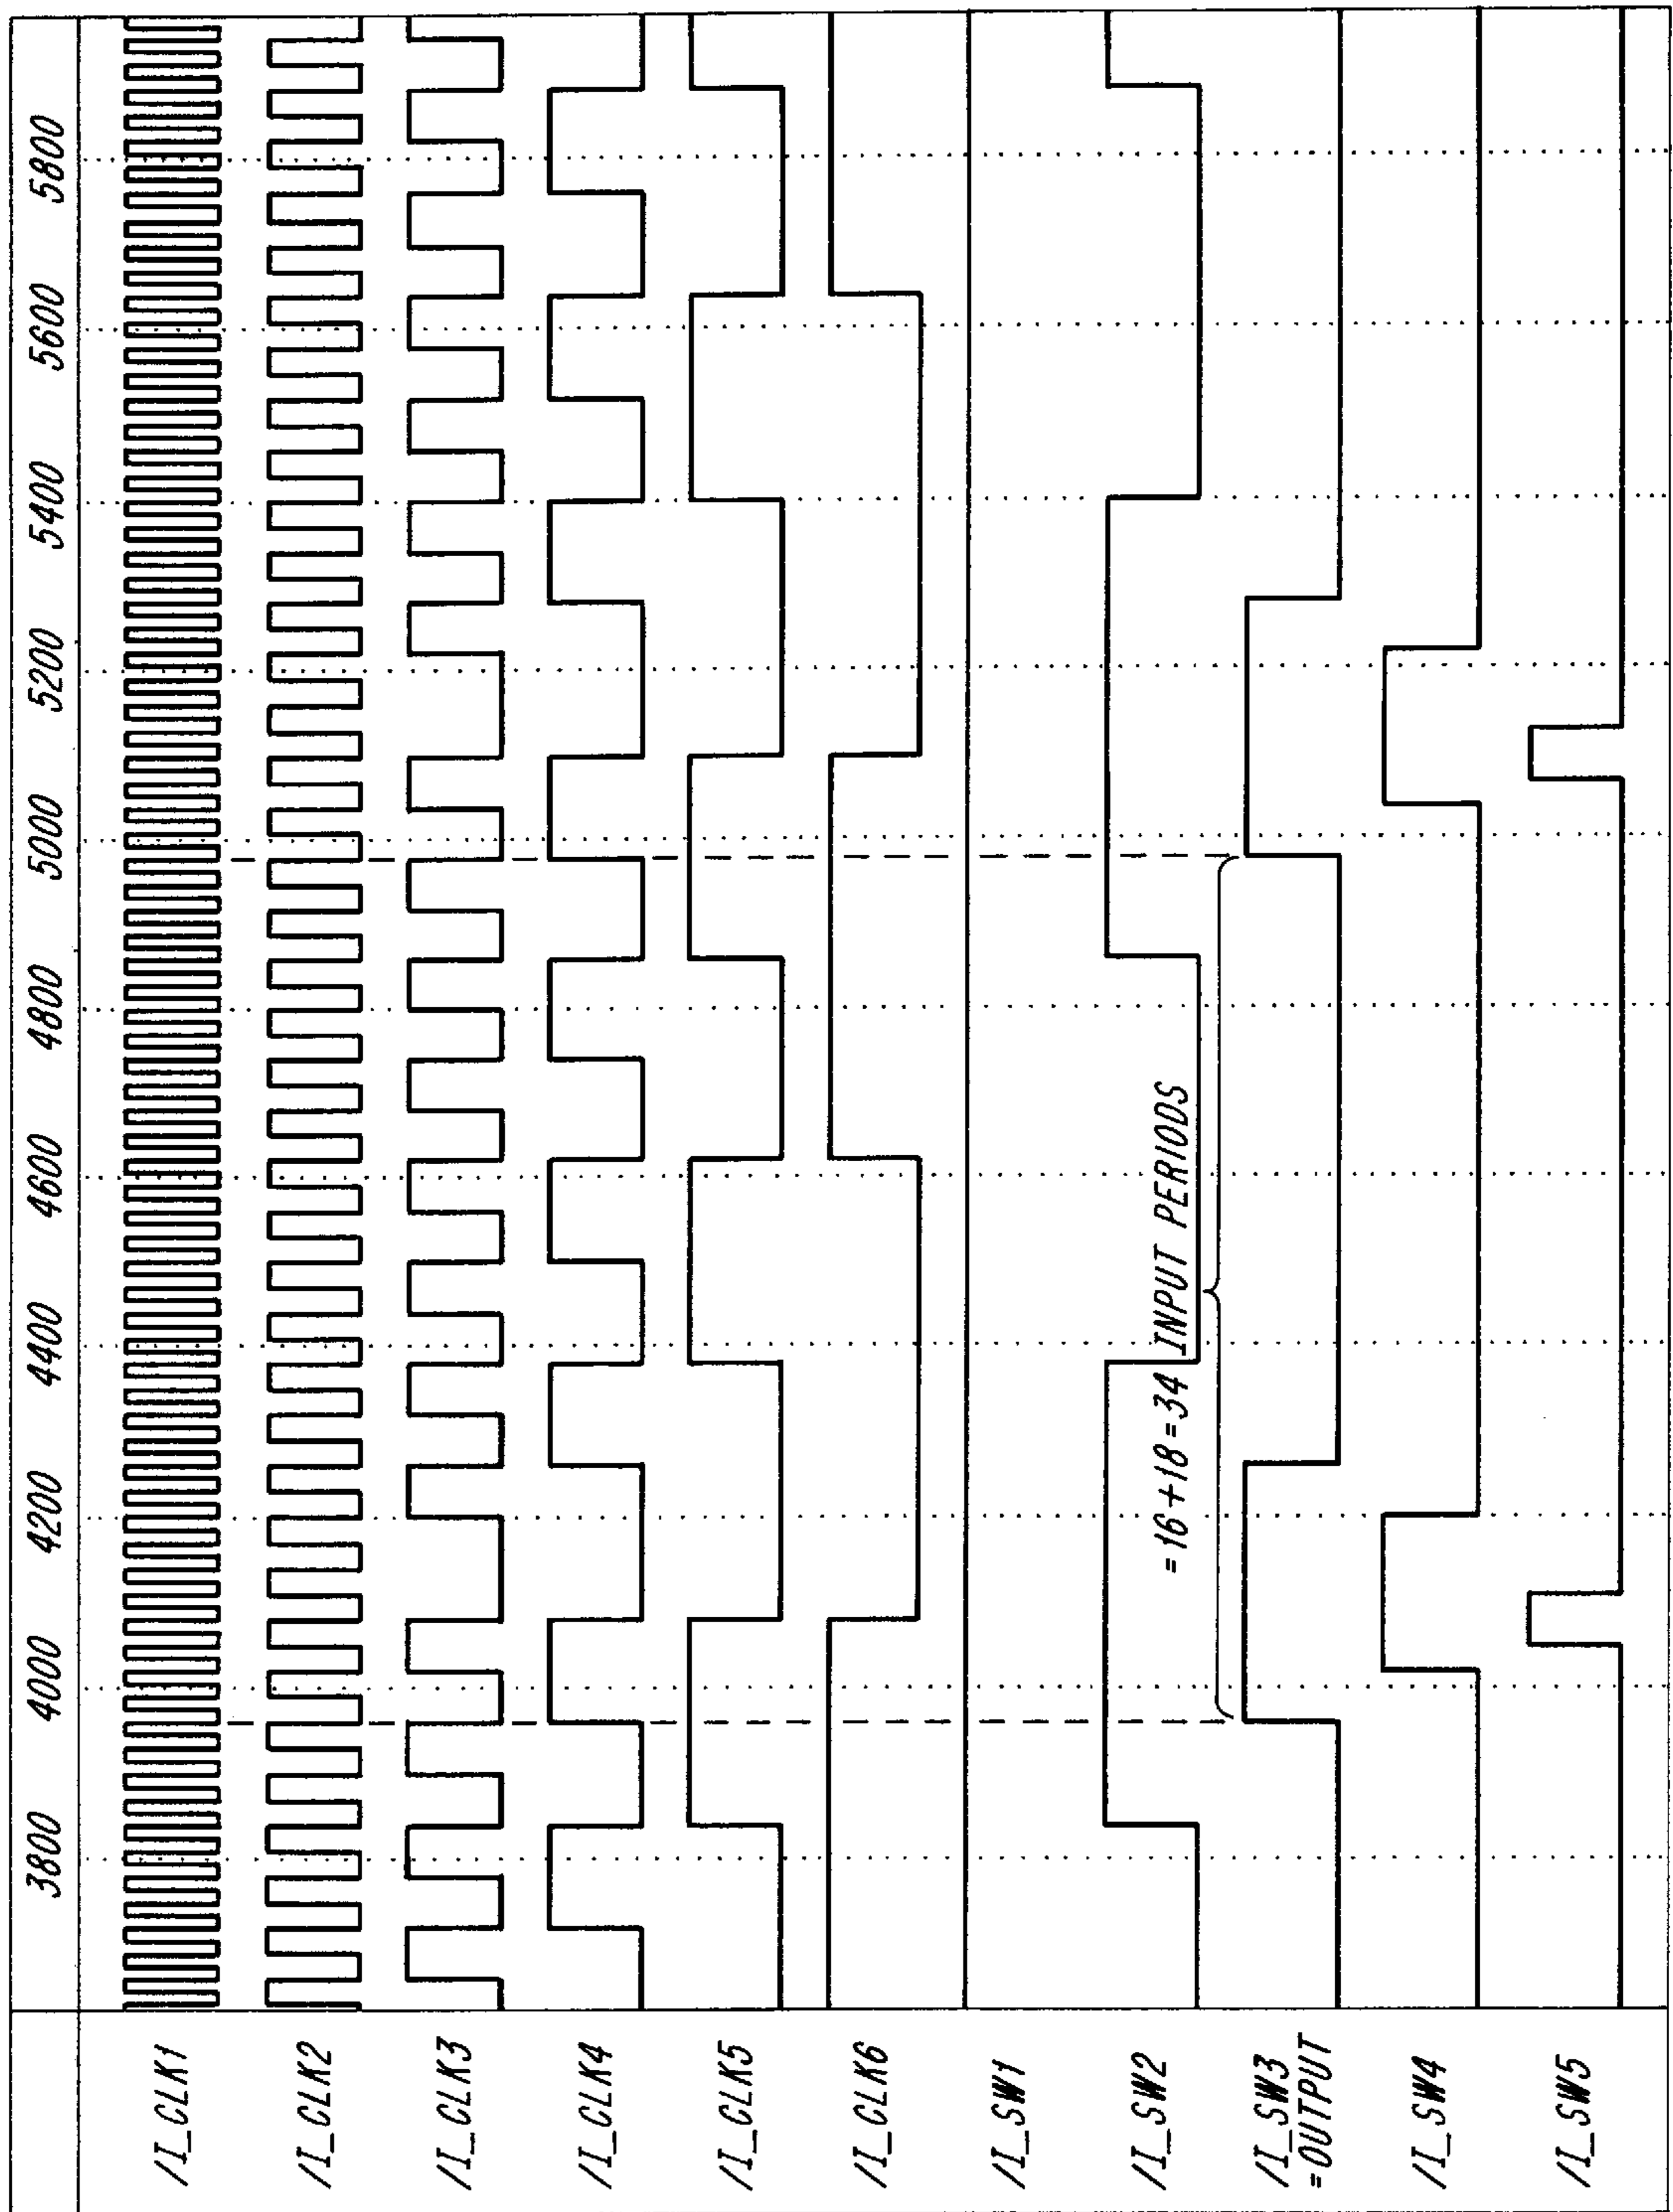 3800 4000 4200 4400 4600 4800 5000 5200 5400 5600 5800
/I_CLK1
/I_CLK2
/I_CLK3
/I_CLK4
/I_CLK5
/I_CLK6
/I_SW1
/I_SW2
=16+18=34 INPUT PERIODS
/I_SW3
=OUTPUT
/I_SW4
/I_SW5